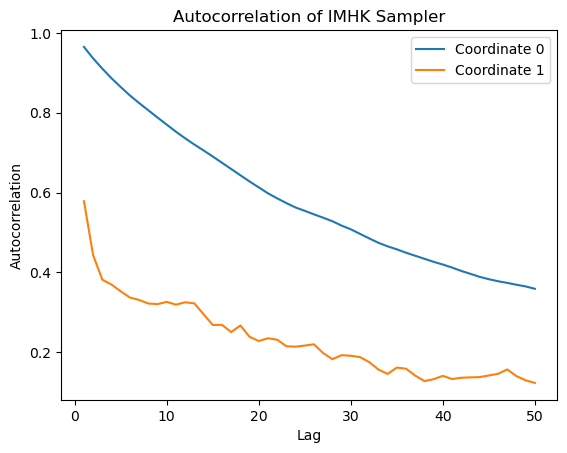 Autocorrelation of IMHK Sampler
Coordinate 0
Coordinate 1
Autocorrelation
1.0
0.8
0.6
0.4
0.2
0
10
20
30
40
50
Lag